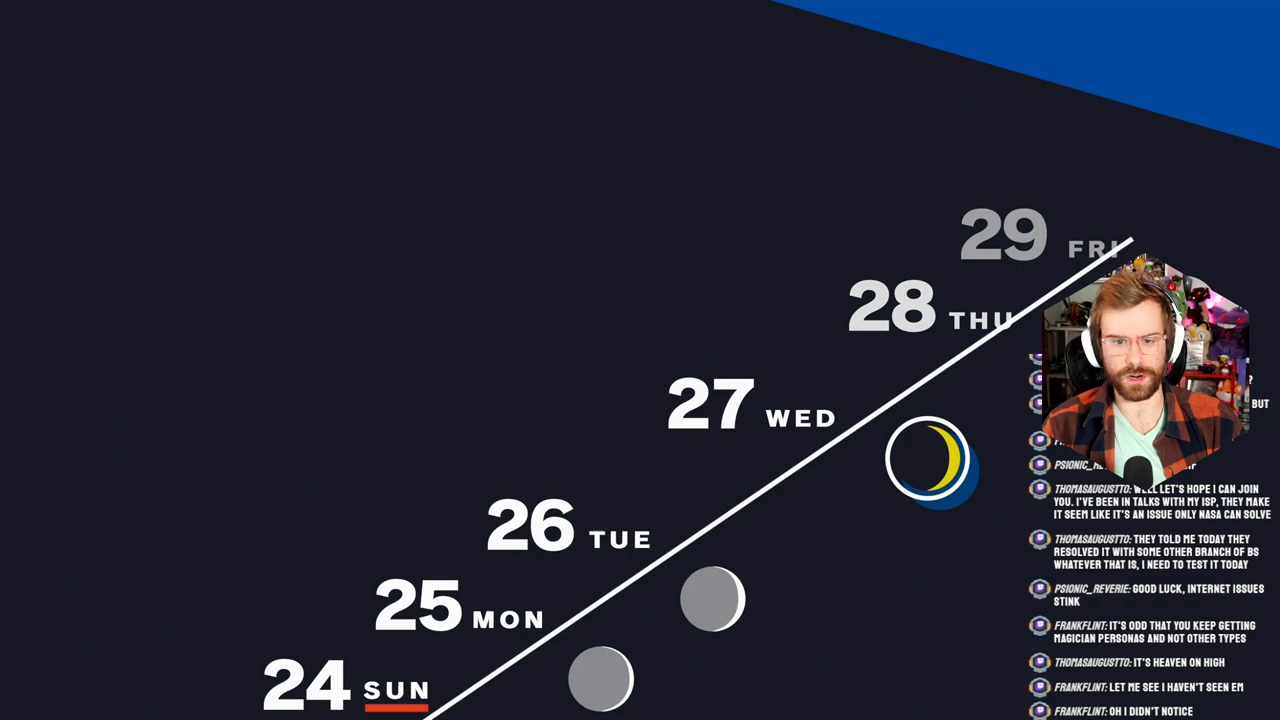 29 FRI
28 THU
27 WED
26 TUE
25 MON
24 SUN
?
BUT
THOMASAUGUSTTO: WELL LET'S HOPE I CAN JOIN
YOU. I'VE BEEN IN TALKS WITH MY ISP, THEY MAKE
IT SEEM LIKE IT'S AN ISSUE ONLY NASA CAN SOLVE
THOMASAUGUSTTO: THEY TOLD ME TODAY THEY
RESOLVED IT WITH SOME OTHER BRANCH OF BS
WHATEVER THAT IS, I NEED TO TEST IT TODAY
PSIONIC_REVERIE: GOOD LUCK, INTERNET ISSUES
STINK
FRANKFLINT: IT'S ODD THAT YOU KEEP GETTING
MAGICIAN PERSONAS AND NOT OTHER TYPES
THOMASAUGUSTTO: IT'S HEAVEN ON HIGH
FRANKFLINT: LET ME SEE I HAVEN'T SEEN EM
FRANKFLINT: OH I DIDN'T NOTICE